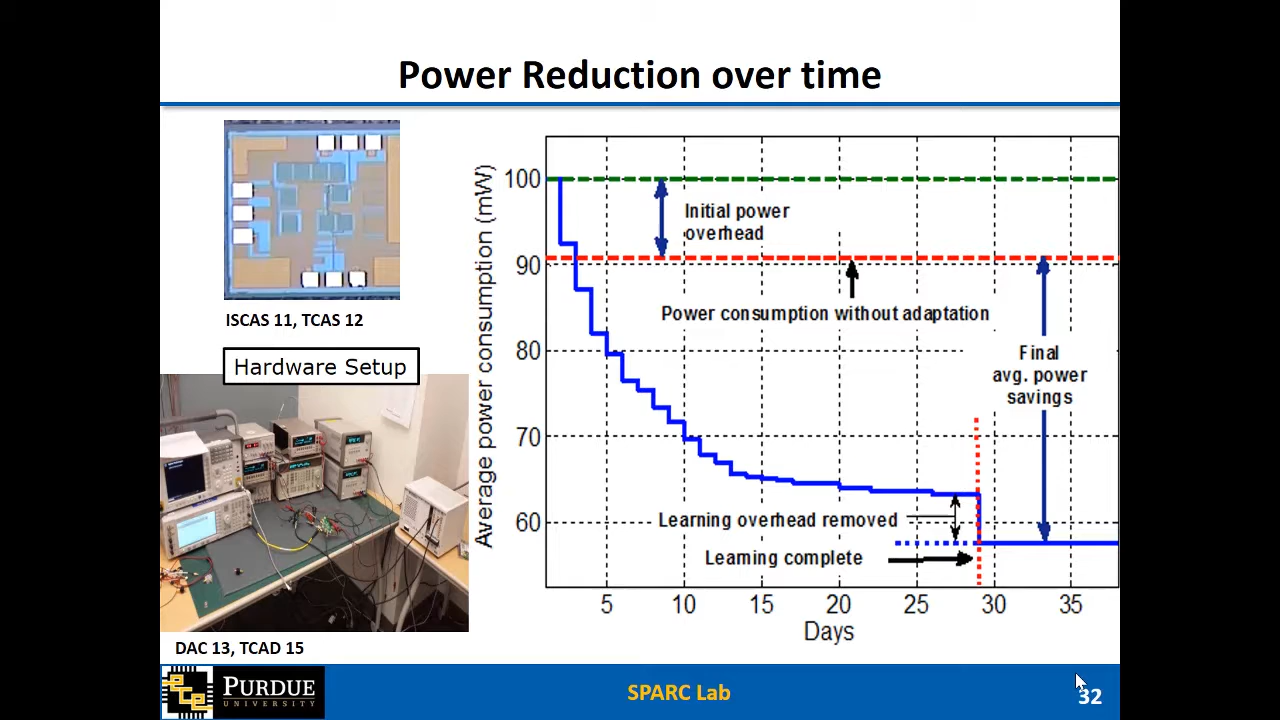 Power Reduction over time
ISCAS 11, TCAS 12
Hardware Setup
DAC 13, TCAD 15
Average power consumption (mW)
100
90
80
70
60
Initial power
overhead
Power consumption without adaptation
Final
avg. power
savings
Learning overhead removed
Learning complete
5 10 15 20 25 30 35
Days
ece
PURDUE
UNIVERSITY
SPARC Lab
32